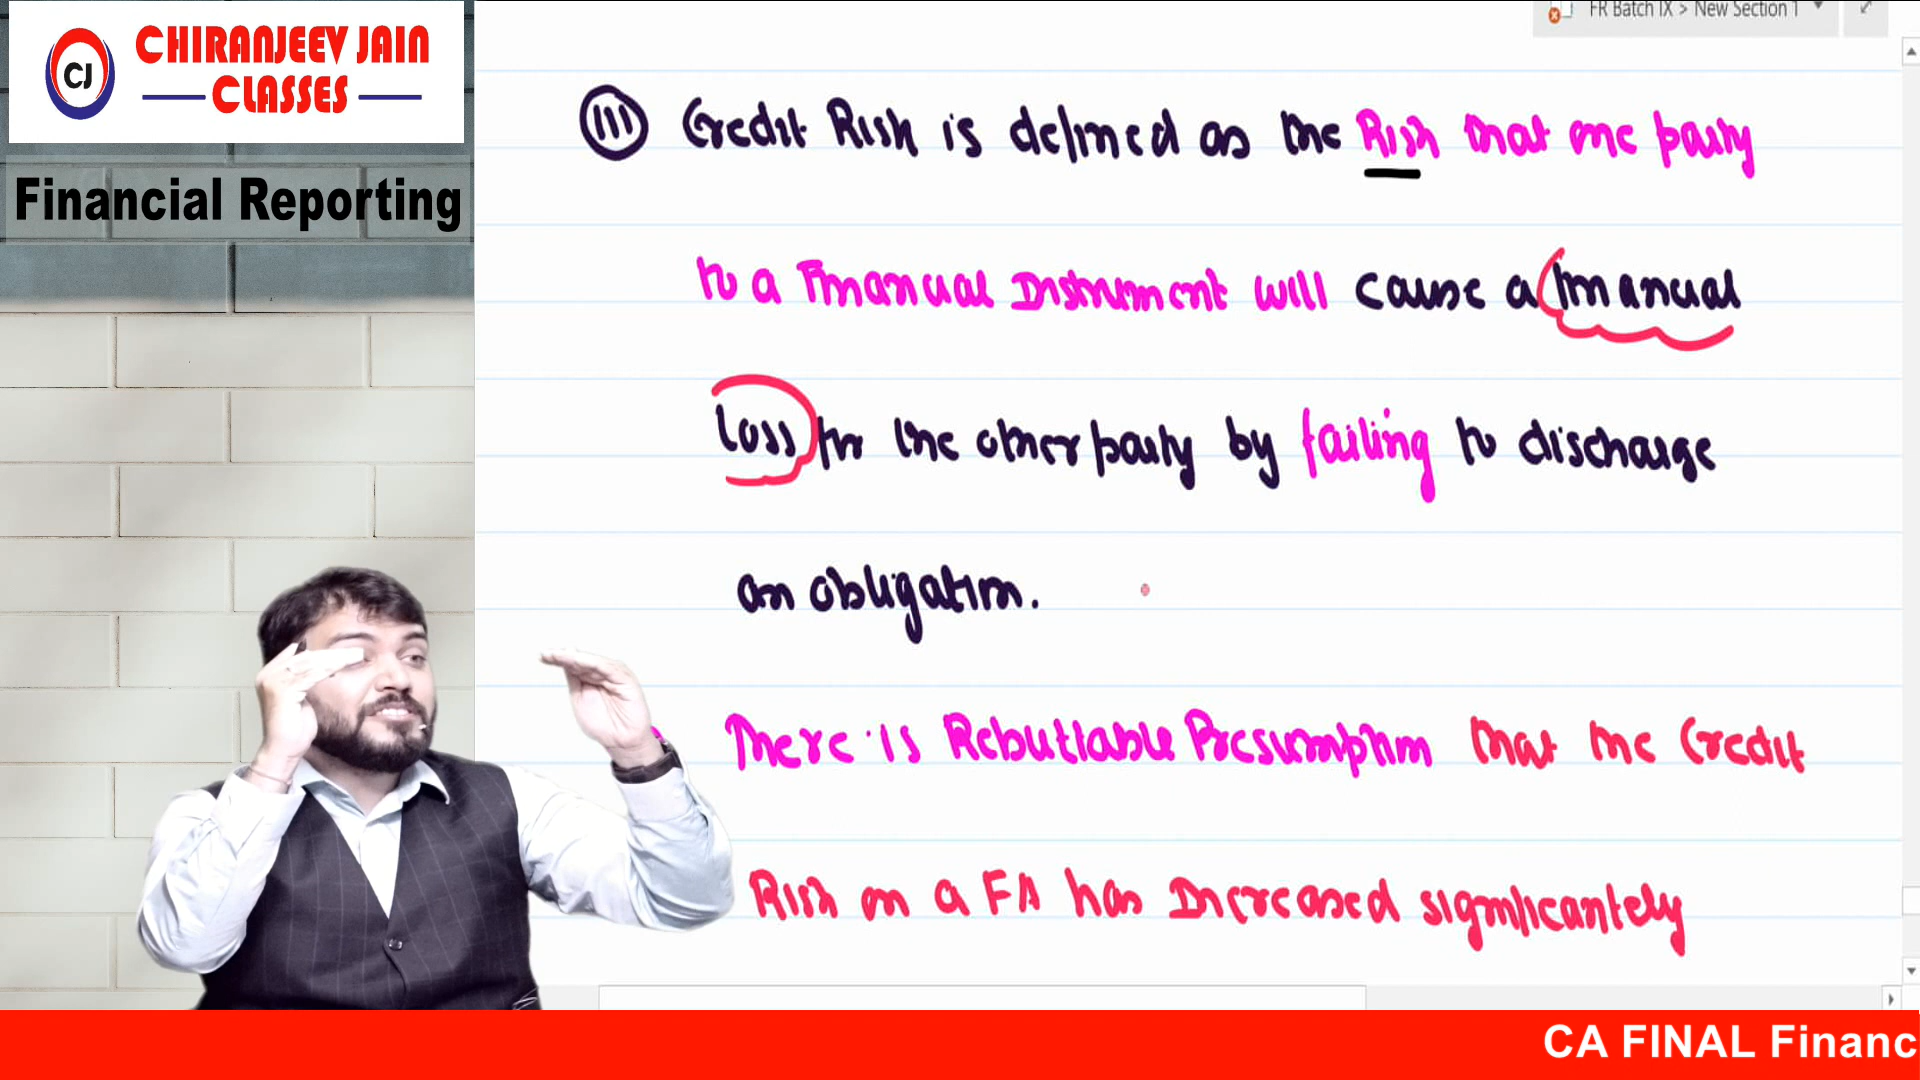 CHIRANJEEV JAIN
CLASSES
CJ
Financial Reporting
FR Batch IX > New Section 1
(III) Credit Risk is defined as the Risk that one party
to a Financial Instrument will cause a financial
loss for the other party by failing to discharge
an obligation.
There is Rebuttable Presumption that the Credit
Risk on a FA has Increased significantely
CA FINAL Financ